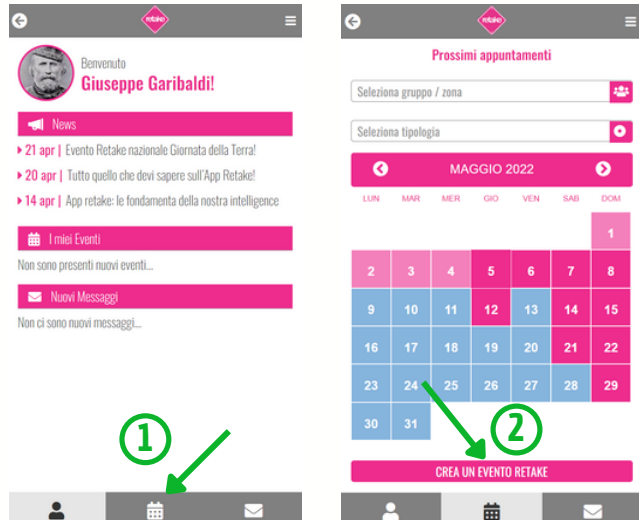 retake
Benvenuto
Giuseppe Garibaldi!
News
21 apr | Evento Retake nazionale Giornata della Terra!
20 apr | Tutto quello che devi sapere sull'App Retake!
14 apr | App retake: le fondamenta della nostra intelligence
I miei Eventi
Non sono presenti nuovi eventi...
Nuovi Messaggi
Non ci sono nuovi messaggi...
1
retake
Prossimi appuntamenti
Seleziona gruppo / zona
Seleziona tipologia
MAGGIO 2022
LUN MAR MER GIO VEN SAB DOM
1
2 3 4 5 6 7 8
9 10 11 12 13 14 15
16 17 18 19 20 21 22
23 24 25 26 27 28 29
30 31
2
CREA UN EVENTO RETAKE